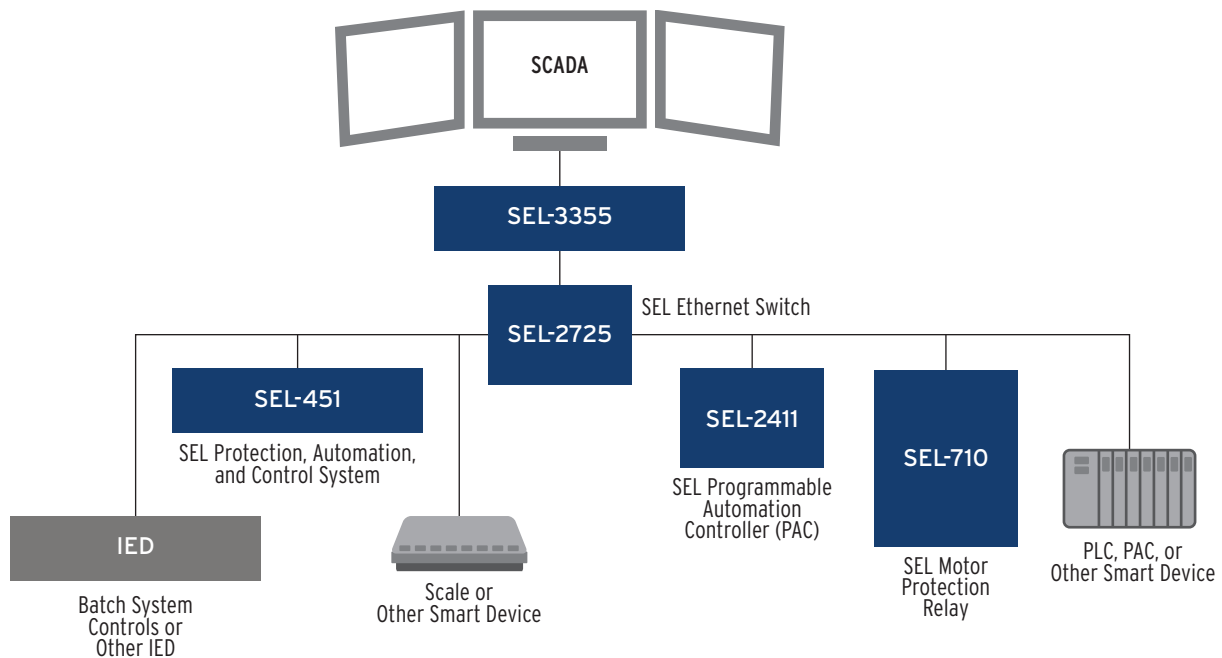 SCADA
SEL-3355
SEL-2725
SEL Ethernet Switch
SEL-451
SEL Protection, Automation,
and Control System
SEL-2411
SEL Programmable
Automation
Controller (PAC)
SEL-710
SEL Motor
Protection
Relay
IED
Batch System
Controls or
Other IED
Scale or
Other Smart Device
PLC, PAC, or
Other Smart Device